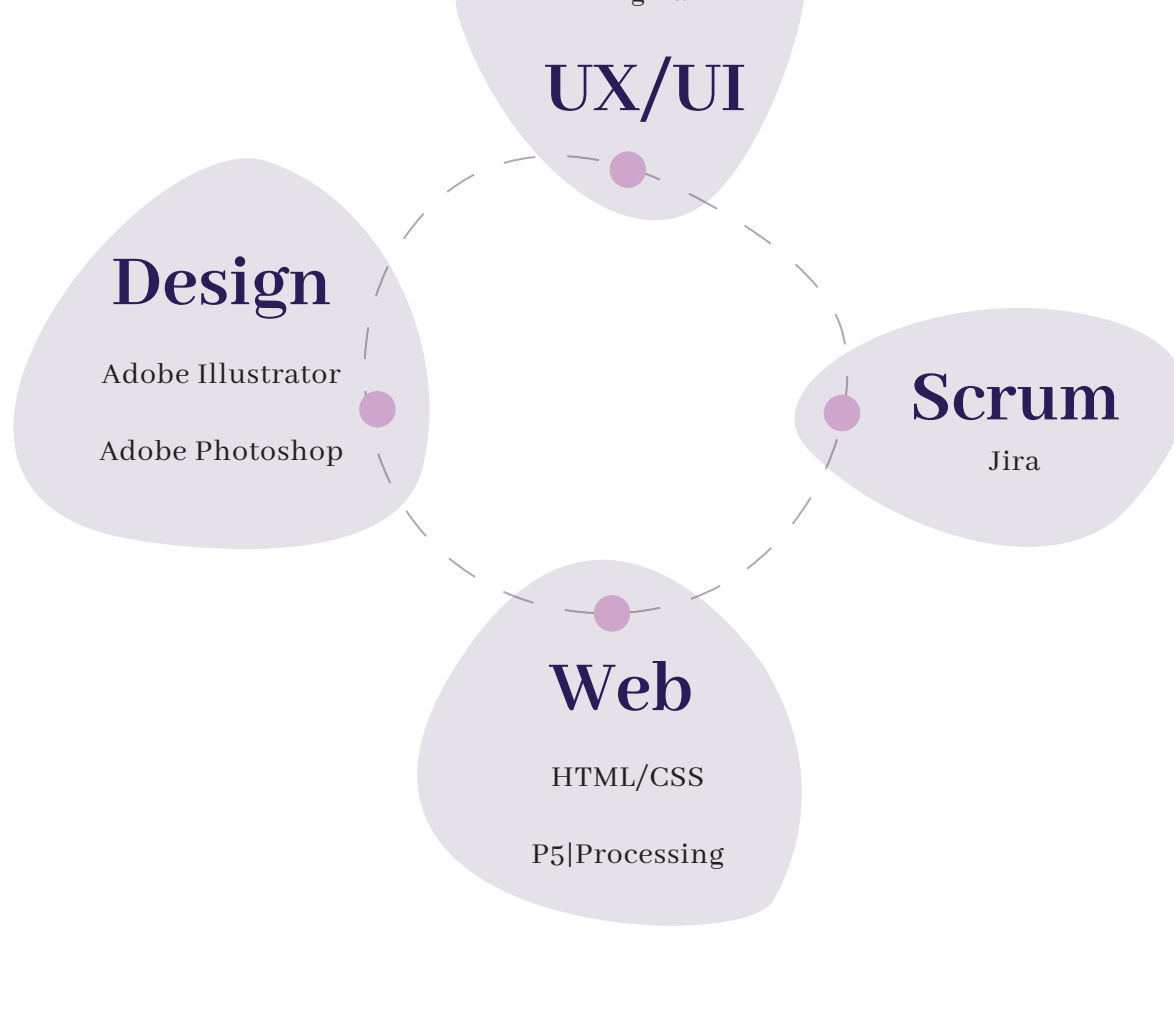 UX/UI
Design
Adobe Illustrator
Adobe Photoshop
Scrum
Jira
Web
HTML/CSS
P5|Processing